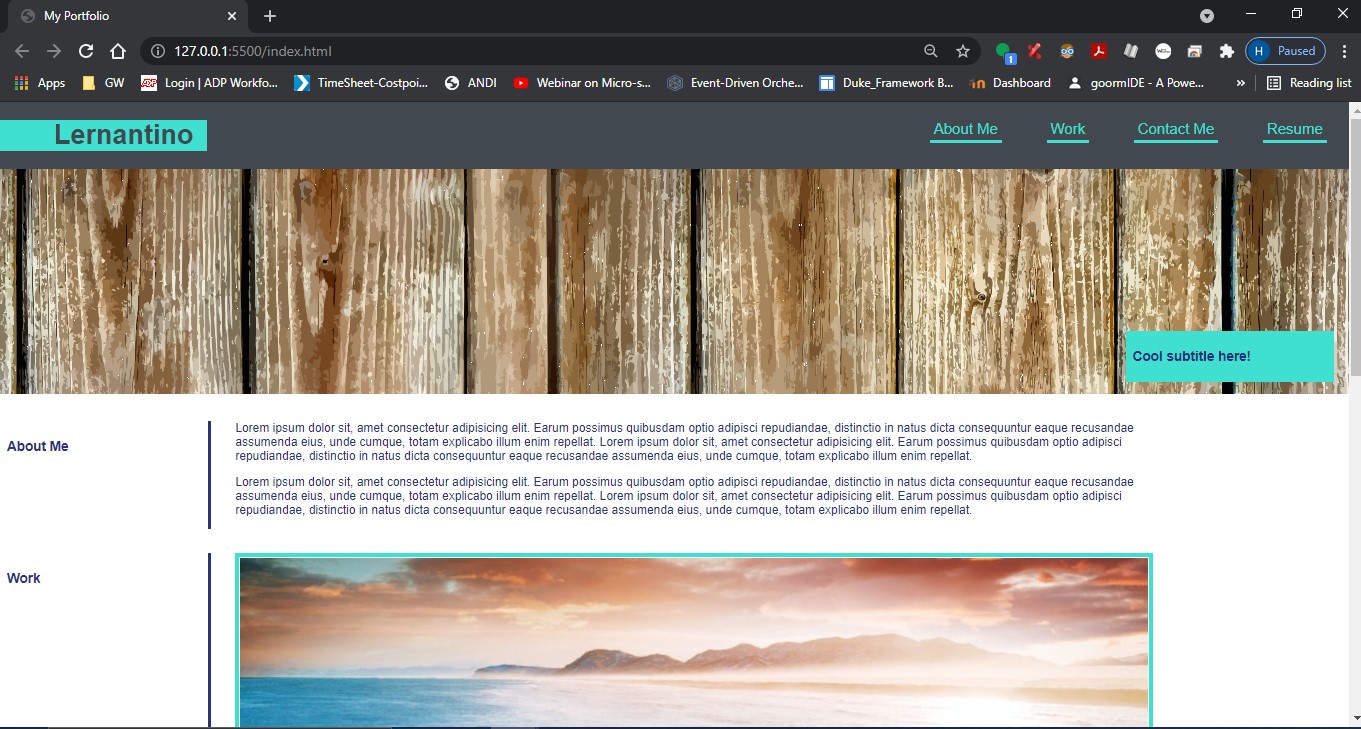 My Portfolio
127.0.0.1:5500/index.html
1
H Paused
Apps GW Login | ADP Workfo... TimeSheet-Costpoi... ANDI Webinar on Micro-s... Event-Driven Orche... Duke_Framework B... Dashboard goormIDE - A Powe... » Reading list
Lernantino
About Me Work Contact Me Resume
Cool subtitle here!
About Me
Lorem ipsum dolor sit, amet consectetur adipisicing elit. Earum possimus quibusdam optio adipisci repudiandae, distinctio in natus dicta consequuntur eaque recusandae
assumenda eius, unde cumque, totam explicabo illum enim repellat. Lorem ipsum dolor sit, amet consectetur adipisicing elit. Earum possimus quibusdam optio adipisci
repudiandae, distinctio in natus dicta consequuntur eaque recusandae assumenda eius, unde cumque, totam explicabo illum enim repellat.
Lorem ipsum dolor sit, amet consectetur adipisicing elit. Earum possimus quibusdam optio adipisci repudiandae, distinctio in natus dicta consequuntur eaque recusandae
assumenda eius, unde cumque, totam explicabo illum enim repellat. Lorem ipsum dolor sit, amet consectetur adipisicing elit. Earum possimus quibusdam optio adipisci
repudiandae, distinctio in natus dicta consequuntur eaque recusandae assumenda eius, unde cumque, totam explicabo illum enim repellat.
Work